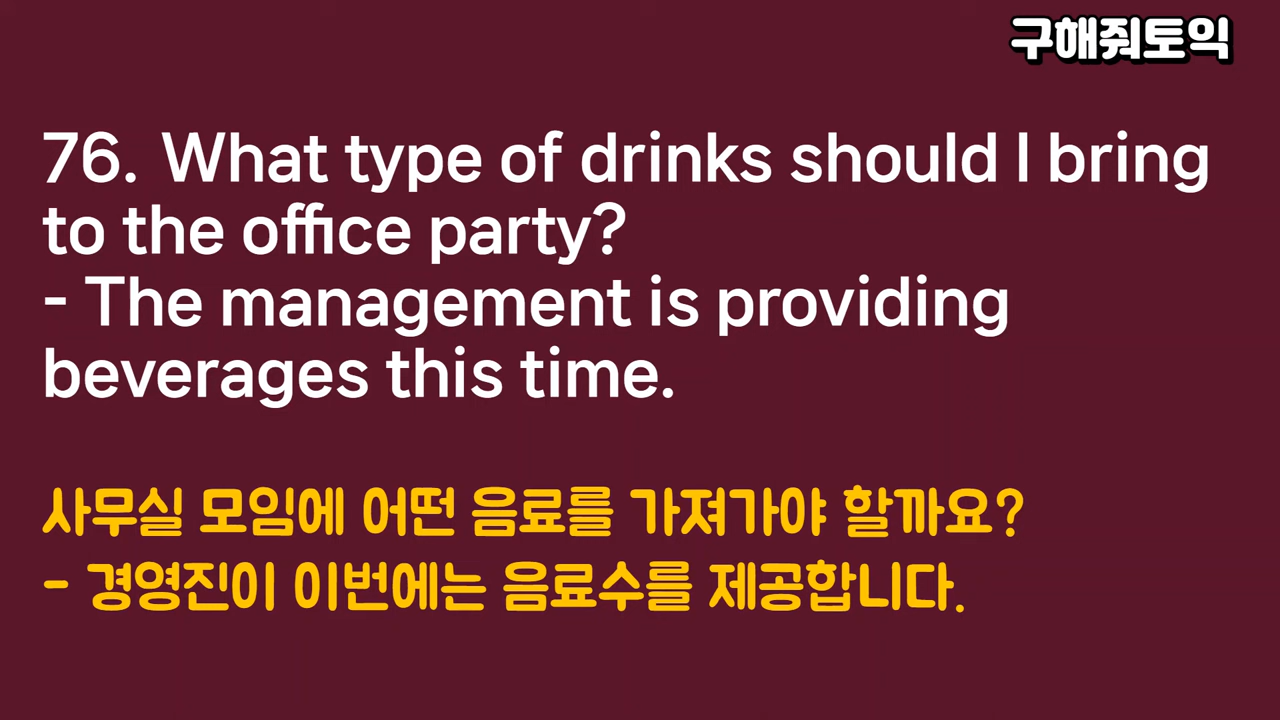 구해줘토익
76. What type of drinks should I bring
to the office party?
- The management is providing
beverages this time.
사무실 모임에 어떤 음료를 가져가야 할까요?
- 경영진이 이번에는 음료수를 제공합니다.